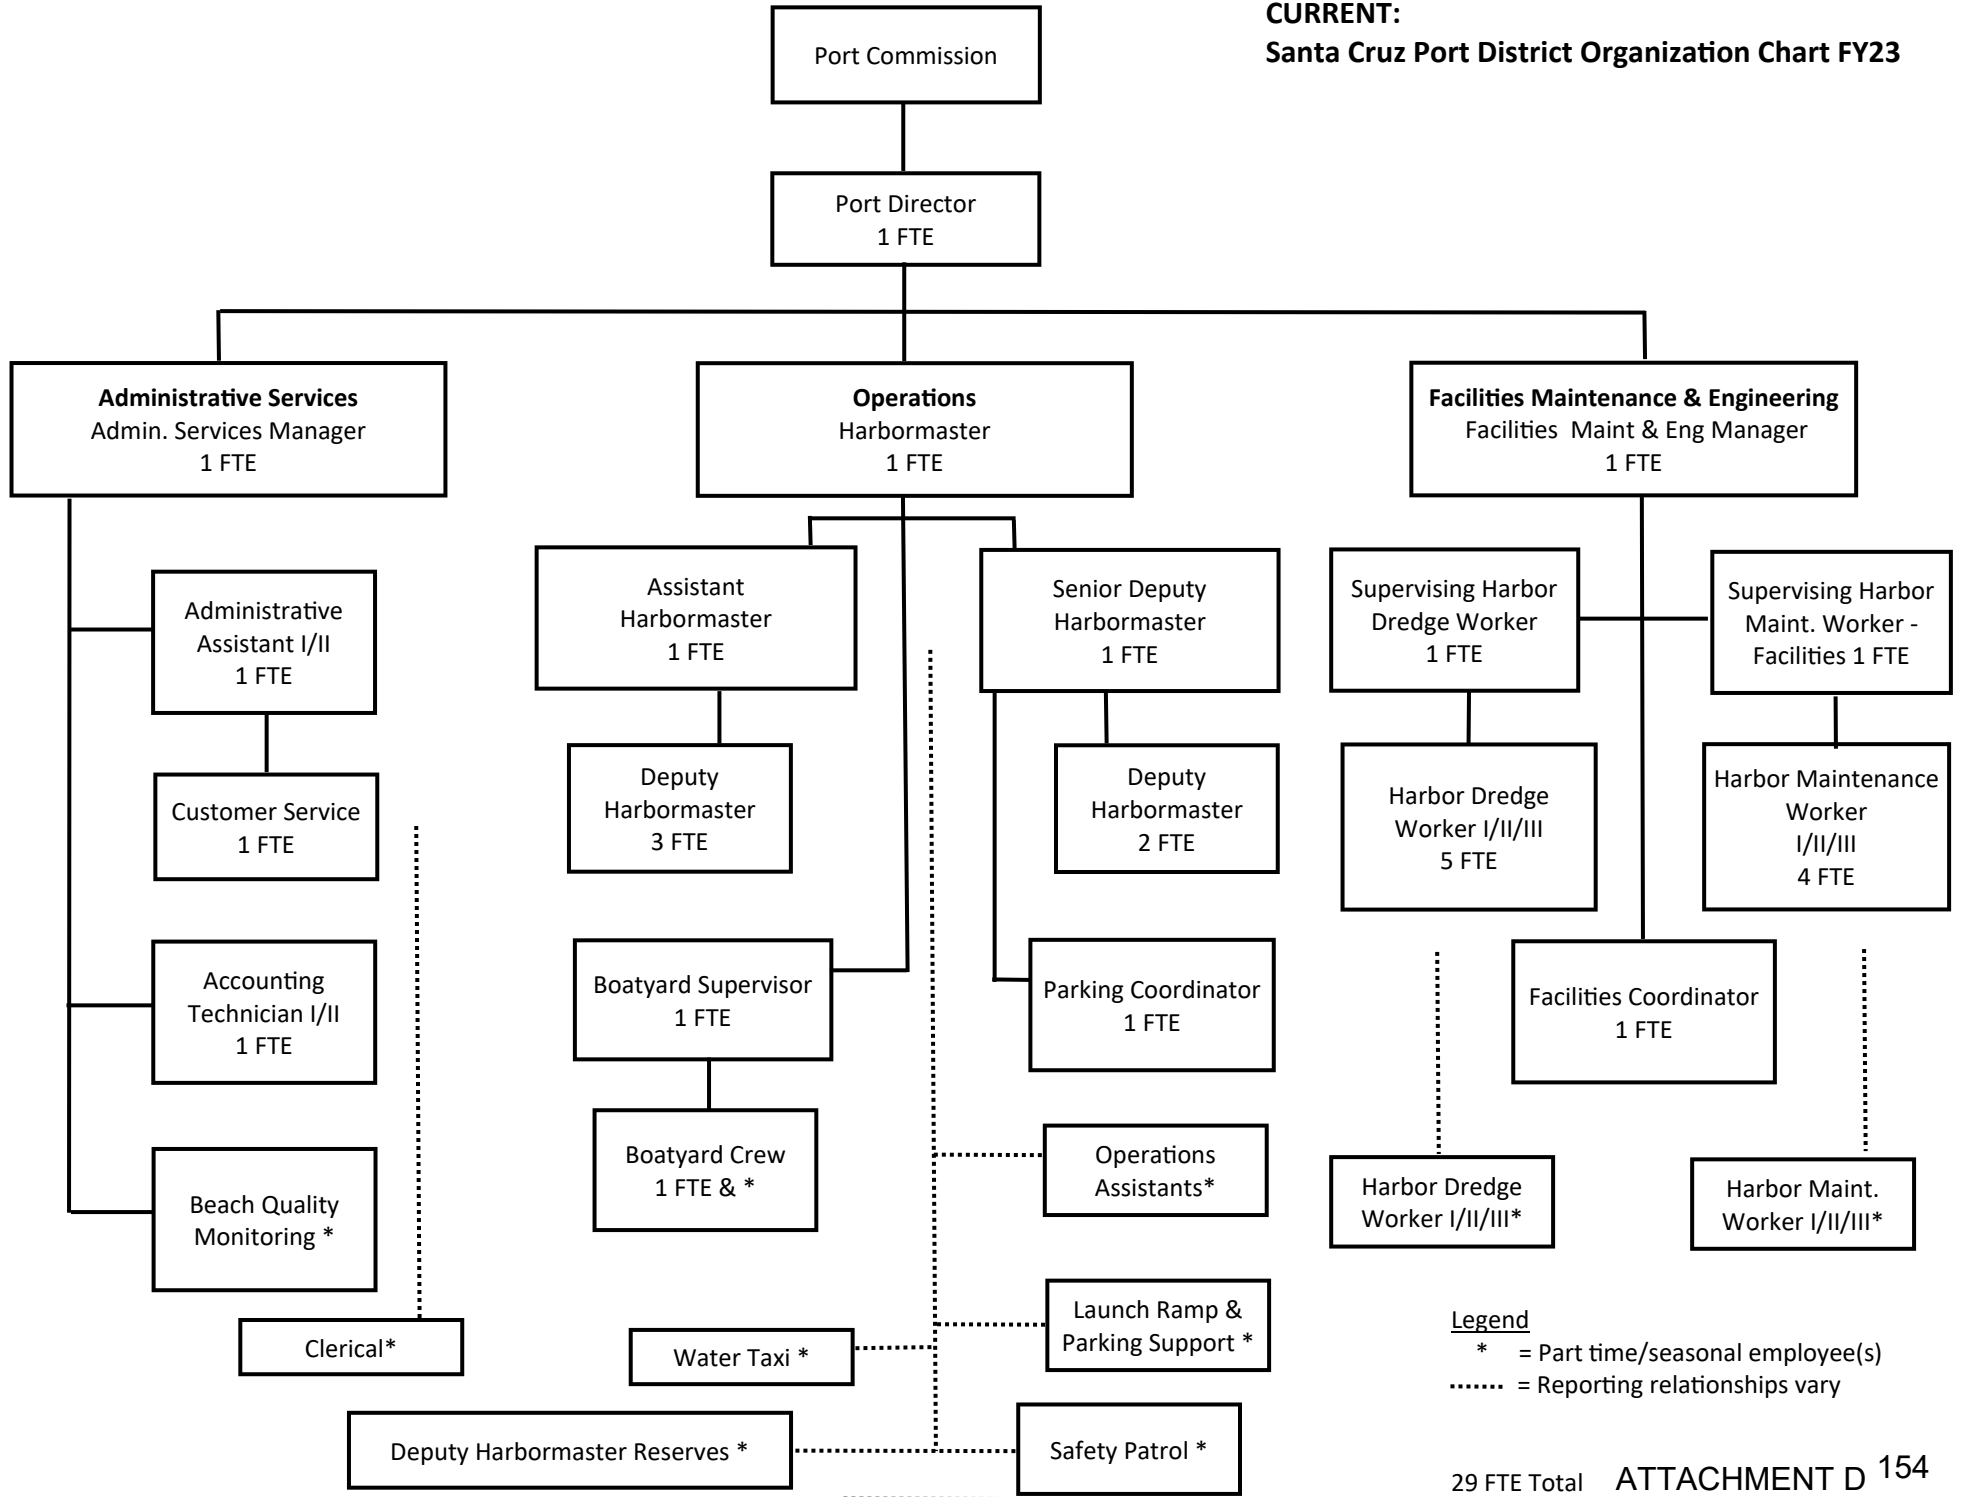 CURRENT:
Santa Cruz Port District Organization Chart FY23
Port Commission
Port Director
1 FTE
Administrative Services
Admin. Services Manager
1 FTE
Operations
Harbormaster
1 FTE
Facilities Maintenance & Engineering
Facilities  Maint & Eng Manager
1 FTE
Administrative
Assistant I/II
1 FTE
Customer Service
1 FTE
Accounting
Technician I/II
1 FTE
Beach Quality
Monitoring *
Clerical*
Assistant
Harbormaster
1 FTE
Deputy
Harbormaster
3 FTE
Boatyard Supervisor
1 FTE
Boatyard Crew
1 FTE & *
Water Taxi *
Deputy Harbormaster Reserves *
Senior Deputy
Harbormaster
1 FTE
Deputy
Harbormaster
2 FTE
Parking Coordinator
1 FTE
Operations
Assistants*
Launch Ramp &
Parking Support *
Safety Patrol *
Supervising Harbor
Dredge Worker
1 FTE
Harbor Dredge
Worker I/II/III
5 FTE
Supervising Harbor
Maint. Worker -
Facilities 1 FTE
Harbor Maintenance
Worker
I/II/III
4 FTE
Facilities Coordinator
1 FTE
Harbor Dredge
Worker I/II/III*
Harbor Maint.
Worker I/II/III*
Legend
* = Part time/seasonal employee(s)
........ = Reporting relationships vary
29 FTE Total ATTACHMENT D 154